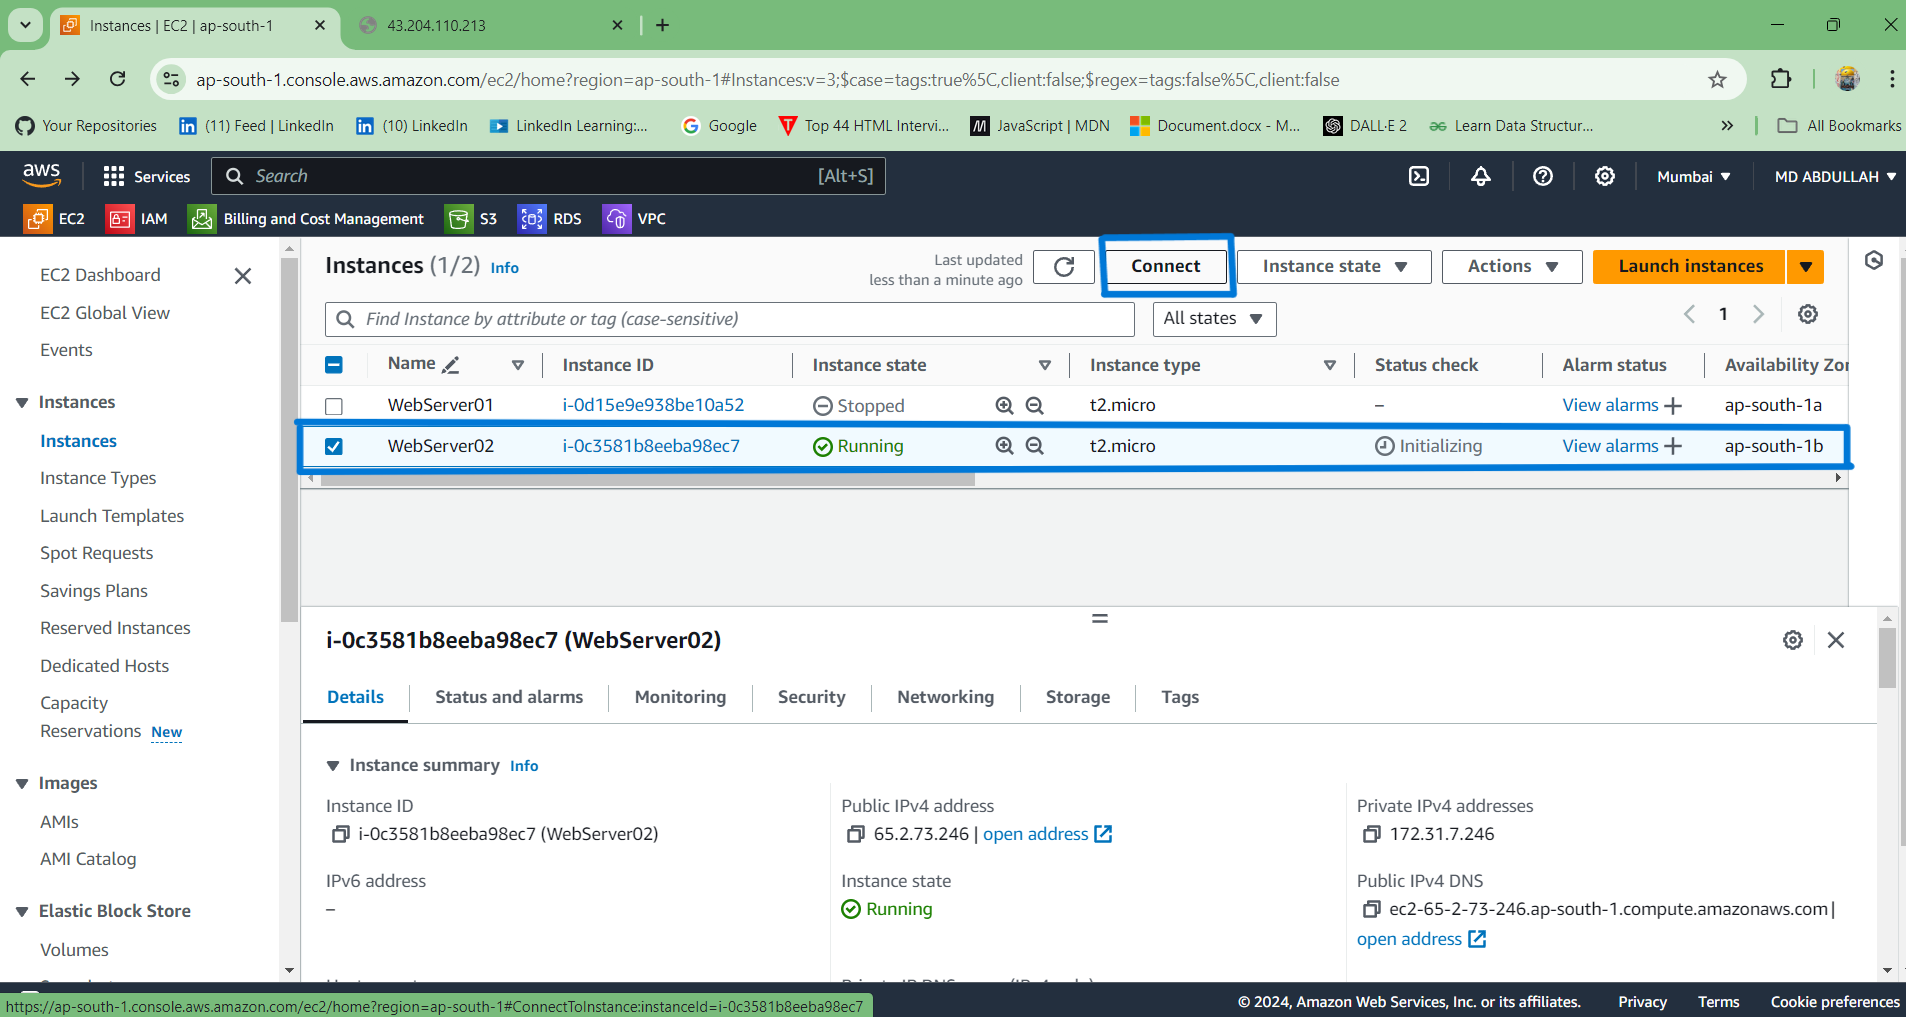 Instances | EC2 | ap-south-1
43.204.110.213
ap-south-1.console.aws.amazon.com/ec2/home?region=ap-south-1#Instances:v=3;$case=tags:true%5C,client:false;$regex=tags:false%5C,client:false
Your Repositories
(11) Feed | LinkedIn
(10) LinkedIn
LinkedIn Learning:...
Google
Top 44 HTML Intervi...
JavaScript | MDN
Document.docx - M...
DALL·E 2
Learn Data Structur...
All Bookmarks
aws
Services
Search
[Alt+S]
Mumbai
MD ABDULLAH
EC2
IAM
Billing and Cost Management
S3
RDS
VPC
EC2 Dashboard
EC2 Global View
Events
Instances
Instances
Instance Types
Launch Templates
Spot Requests
Savings Plans
Reserved Instances
Dedicated Hosts
Capacity
Reservations New
Images
AMIs
AMI Catalog
Elastic Block Store
Volumes
Instances (1/2) Info
Last updated
less than a minute ago
Connect
Instance state
Actions
Launch instances
Find Instance by attribute or tag (case-sensitive)
All states
1
Name Instance ID Instance state Instance type Status check Alarm status Availability Zor
WebServer01 i-0d15e9e938be10a52 Stopped t2.micro – View alarms + ap-south-1a
WebServer02 i-0c3581b8eeba98ec7 Running t2.micro Initializing View alarms + ap-south-1b
i-0c3581b8eeba98ec7 (WebServer02)
Details
Status and alarms
Monitoring
Security
Networking
Storage
Tags
Instance summary Info
Instance ID
i-0c3581b8eeba98ec7 (WebServer02)
Public IPv4 address
65.2.73.246 | open address
Private IPv4 addresses
172.31.7.246
IPv6 address
–
Instance state
Running
Public IPv4 DNS
ec2-65-2-73-246.ap-south-1.compute.amazonaws.com |
open address
https://ap-south-1.console.aws.amazon.com/ec2/home?region=ap-south-1#ConnectToInstance:instanceId=i-0c3581b8eeba98ec7
© 2024, Amazon Web Services, Inc. or its affiliates.
Privacy
Terms
Cookie preferences